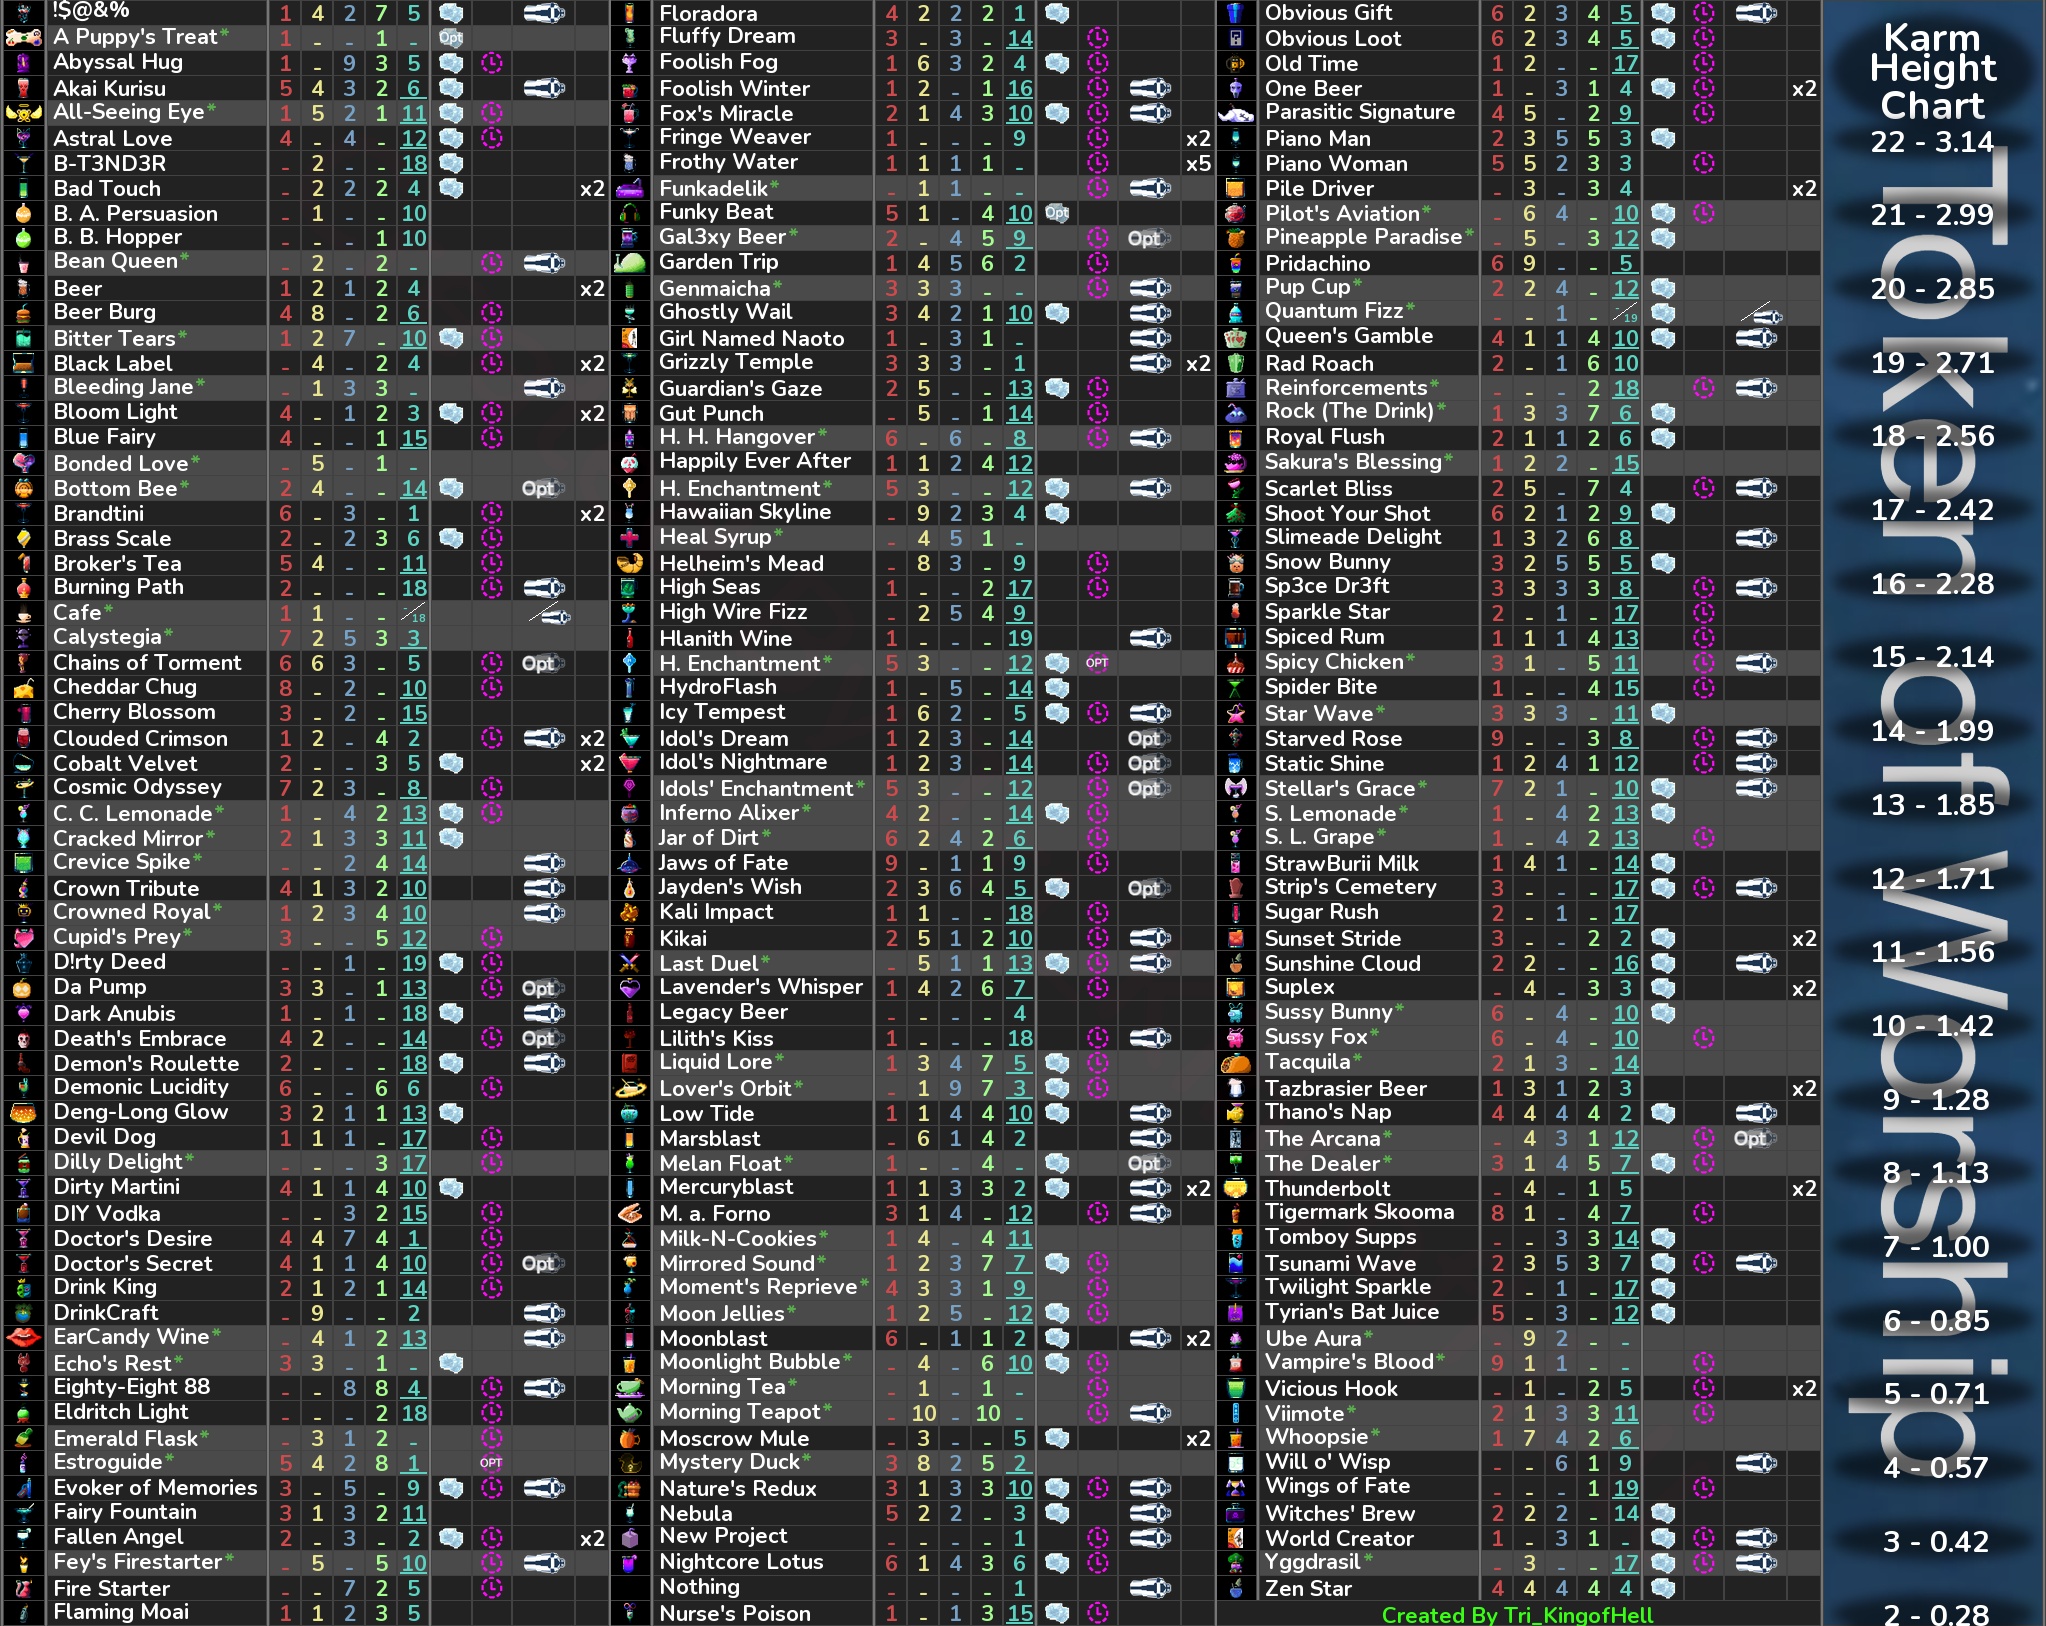 !$@&% 1 4 2 7 5
A Puppy's Treat* 1 - - 1 - Opt
Abyssal Hug 1 - 9 3 5
Akai Kurisu 5 4 3 2 6
All-Seeing Eye* 1 5 2 1 11
Astral Love 4 - 4 - 12
B-T3ND3R - 2 - - 18
Bad Touch - 2 2 2 4 x2
B. A. Persuasion - 1 - - 10
B. B. Hopper - - - 1 10
Bean Queen* - 2 - 2 -
Beer 1 2 1 2 4 x2
Beer Burg 4 8 - 2 6
Bitter Tears* 1 2 7 - 10
Black Label - 4 - 2 4 x2
Bleeding Jane* - 1 3 3 -
Bloom Light 4 - 1 2 3 x2
Blue Fairy 4 - - 1 15
Bonded Love* - 5 - 1 -
Bottom Bee* 2 4 - - 14 Opt
Brandtini 6 - 3 - 1 x2
Brass Scale 2 - 2 3 6
Broker's Tea 5 4 - - 11
Burning Path 2 - - - 18
Cafe* 1 1 - - -/18
Calystegia* 7 2 5 3 3
Chains of Torment 6 6 3 - 5 Opt
Cheddar Chug 8 - 2 - 10
Cherry Blossom 3 - 2 - 15
Clouded Crimson 1 2 - 4 2 x2
Cobalt Velvet 2 - - 3 5 x2
Cosmic Odyssey 7 2 3 - 8
C. C. Lemonade* 1 - 4 2 13
Cracked Mirror* 2 1 3 3 11
Crevice Spike* - - 2 4 14
Crown Tribute 4 1 3 2 10
Crowned Royal* 1 2 3 4 10
Cupid's Prey* 3 - - 5 12
D!rty Deed - - 1 - 19
Da Pump 3 3 - 1 13 Opt
Dark Anubis 1 - 1 - 18
Death's Embrace 4 2 - - 14 Opt
Demon's Roulette 2 - - - 18
Demonic Lucidity 6 - - 6 6
Deng-Long Glow 3 2 1 1 13
Devil Dog 1 1 1 - 17
Dilly Delight* - - - 3 17
Dirty Martini 4 1 1 4 10
DIY Vodka - - 3 2 15
Doctor's Desire 4 4 7 4 1
Doctor's Secret 4 1 1 4 10 Opt
Drink King 2 1 2 1 14
DrinkCraft - 9 - - 2
EarCandy Wine* - 4 1 2 13
Echo's Rest* 3 3 - 1 -
Eighty-Eight 88 - - 8 8 4
Eldritch Light - - - 2 18
Emerald Flask* - 3 1 2 -
Estroguide* 5 4 2 8 1 OPT
Evoker of Memories 3 - 5 - 9
Fairy Fountain 3 1 3 2 11
Fallen Angel 2 - 3 - 2 x2
Fey's Firestarter* - 5 - 5 10
Fire Starter - - 7 2 5
Flaming Moai 1 1 2 3 5
Floradora 4 2 2 2 1
Fluffy Dream 3 - 3 - 14
Foolish Fog 1 6 3 2 4
Foolish Winter 1 2 - 1 16
Fox's Miracle 2 1 4 3 10
Fringe Weaver 1 - - - 9 x2
Frothy Water 1 1 1 1 - x5
Funkadelik* - 1 1 - -
Funky Beat 5 1 - 4 10 Opt
Gal3xy Beer* 2 - 4 5 9 Opt
Garden Trip 1 4 5 6 2
Genmaicha* 3 3 3 - -
Ghostly Wail 3 4 2 1 10
Girl Named Naoto 1 - 3 1 -
Grizzly Temple 3 3 3 - 1 x2
Guardian's Gaze 2 5 - - 13
Gut Punch - 5 - 1 14
H. H. Hangover* 6 - 6 - 8
Happily Ever After 1 1 2 4 12
H. Enchantment* 5 3 - - 12
Hawaiian Skyline - 9 2 3 4
Heal Syrup* - 4 5 1 -
Helheim's Mead - 8 3 - 9
High Seas 1 - - 2 17
High Wire Fizz - 2 5 4 9
Hlanith Wine 1 - - - 19
H. Enchantment* 5 3 - - 12 OPT
HydroFlash 1 - 5 - 14
Icy Tempest 1 6 2 - 5
Idol's Dream 1 2 3 - 14 Opt
Idol's Nightmare 1 2 3 - 14 Opt
Idols' Enchantment* 5 3 - - 12 Opt
Inferno Alixer* 4 2 - - 14
Jar of Dirt* 6 2 4 2 6
Jaws of Fate 9 - 1 1 9
Jayden's Wish 2 3 6 4 5 Opt
Kali Impact 1 1 - - 18
Kikai 2 5 1 2 10
Last Duel* - 5 1 1 13
Lavender's Whisper 1 4 2 6 7
Legacy Beer - - - - 4
Lilith's Kiss 1 - - - 18
Liquid Lore* 1 3 4 7 5
Lover's Orbit* - 1 9 7 3
Low Tide 1 1 4 4 10
Marsblast - 6 1 4 2
Melan Float* 1 - - 4 - Opt
Mercuryblast 1 1 3 3 2 x2
M. a. Forno 3 1 4 - 12
Milk-N-Cookies* 1 4 - 4 11
Mirrored Sound* 1 2 3 7 7
Moment's Reprieve* 4 3 3 1 9
Moon Jellies* 1 2 5 - 12
Moonblast 6 - 1 1 2 x2
Moonlight Bubble* - 4 - 6 10
Morning Tea* - 1 - 1 -
Morning Teapot* - 10 - 10 -
Moscrow Mule - 3 - - 5 x2
Mystery Duck* 3 8 2 5 2
Nature's Redux 3 1 3 3 10
Nebula 5 2 2 - 3
New Project - - - - 1
Nightcore Lotus 6 1 4 3 6
Nothing - - - - 1
Nurse's Poison 1 - 1 3 15
Obvious Gift 6 2 3 4 5
Obvious Loot 6 2 3 4 5
Old Time 1 2 - - 17
One Beer 1 - 3 1 4 x2
Parasitic Signature 4 5 - 2 9
Piano Man 2 3 5 5 3
Piano Woman 5 5 2 3 3
Pile Driver - 3 - 3 4 x2
Pilot's Aviation* - 6 4 - 10
Pineapple Paradise* - 5 - 3 12
Pridachino 6 9 - - 5
Pup Cup* 2 2 4 - 12
Quantum Fizz* - - 1 - -/19
Queen's Gamble 4 1 1 4 10
Rad Roach 2 - 1 6 10
Reinforcements* - - - 2 18
Rock (The Drink)* 1 3 3 7 6
Royal Flush 2 1 1 2 6
Sakura's Blessing* 1 2 2 - 15
Scarlet Bliss 2 5 - 7 4
Shoot Your Shot 6 2 1 2 9
Slimeade Delight 1 3 2 6 8
Snow Bunny 3 2 5 5 5
Sp3ce Dr3ft 3 3 3 3 8
Sparkle Star 2 - 1 - 17
Spiced Rum 1 1 1 4 13
Spicy Chicken* 3 1 - 5 11
Spider Bite 1 - - 4 15
Star Wave* 3 3 3 - 11
Starved Rose 9 - - 3 8
Static Shine 1 2 4 1 12
Stellar's Grace* 7 2 1 - 10
S. Lemonade* 1 - 4 2 13
S. L. Grape* 1 - 4 2 13
StrawBurii Milk 1 4 1 - 14
Strip's Cemetery 3 - - - 17
Sugar Rush 2 - 1 - 17
Sunset Stride 3 - - 2 2 x2
Sunshine Cloud 2 2 - - 16
Suplex - 4 - 3 3 x2
Sussy Bunny* 6 - 4 - 10
Sussy Fox* 6 - 4 - 10
Tacquila* 2 1 3 - 14
Tazbrasier Beer 1 3 1 2 3 x2
Thano's Nap 4 4 4 4 2
The Arcana* - 4 3 1 12 Opt
The Dealer* 3 1 4 5 7
Thunderbolt - 4 - 1 5 x2
Tigermark Skooma 8 1 - 4 7
Tomboy Supps - - 3 3 14
Tsunami Wave 2 3 5 3 7
Twilight Sparkle 2 - 1 - 17
Tyrian's Bat Juice 5 - 3 - 12
Ube Aura* - 9 2 - -
Vampire's Blood* 9 1 1 - -
Vicious Hook - 1 - 2 5 x2
Viimote* 2 1 3 3 11
Whoopsie* 1 7 4 2 6
Will o' Wisp - - 6 1 9
Wings of Fate - - - 1 19
Witches' Brew 2 2 2 - 14
World Creator 1 - 3 1 -
Yggdrasil* - 3 - - 17
Zen Star 4 4 4 4 4
Created By Tri_KingofHell
Karm
Height
Chart
22 - 3.14
21 - 2.99
20 - 2.85
19 - 2.71
18 - 2.56
17 - 2.42
16 - 2.28
15 - 2.14
14 - 1.99
13 - 1.85
12 - 1.71
11 - 1.56
10 - 1.42
9 - 1.28
8 - 1.13
7 - 1.00
6 - 0.85
5 - 0.71
4 - 0.57
3 - 0.42
2 - 0.28
Token of Worship